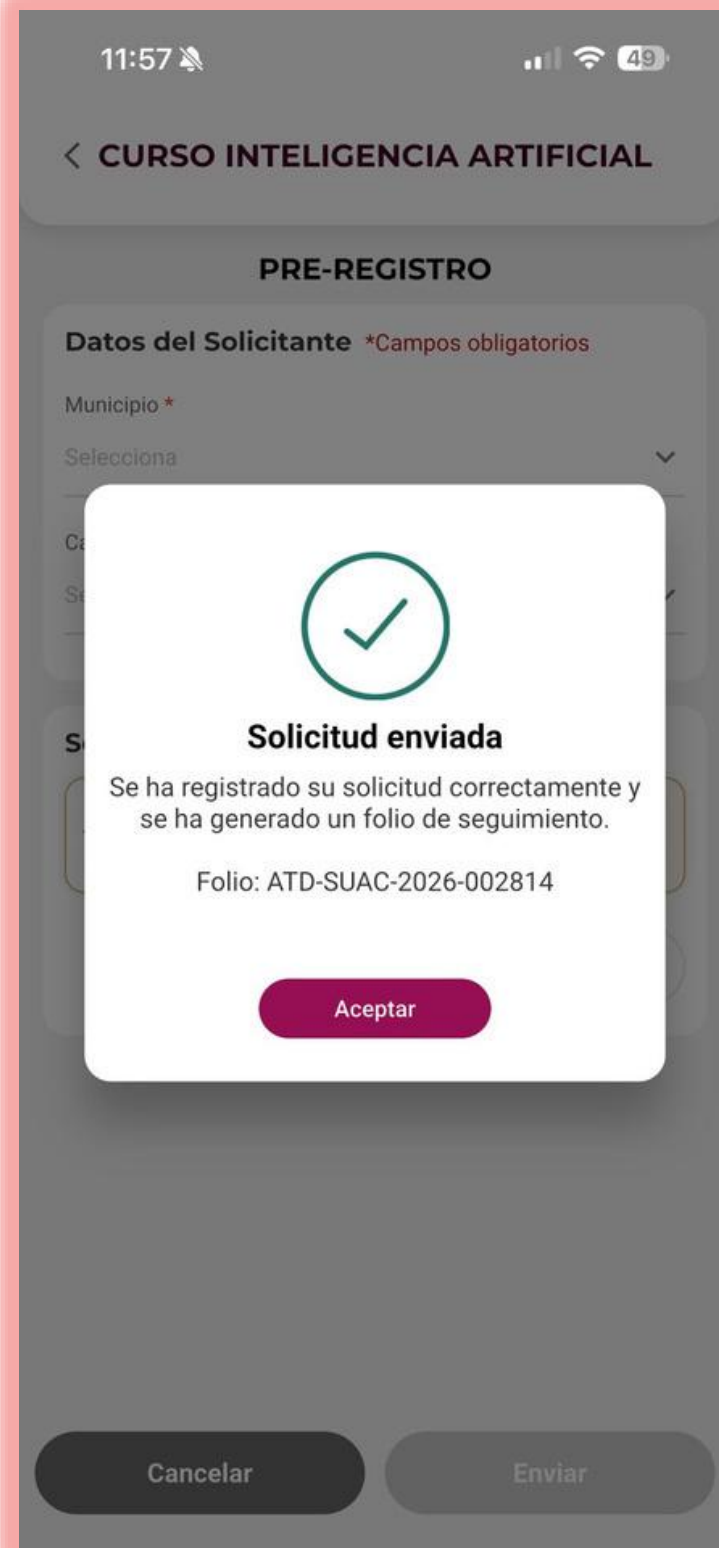 11:57
49
CURSO INTELIGENCIA ARTIFICIAL
PRE-REGISTRO
Datos del Solicitante *Campos obligatorios
Municipio *
Selecciona
Solicitud enviada
Se ha registrado su solicitud correctamente y
se ha generado un folio de seguimiento.
Folio: ATD-SUAC-2026-002814
Aceptar
Cancelar
Enviar